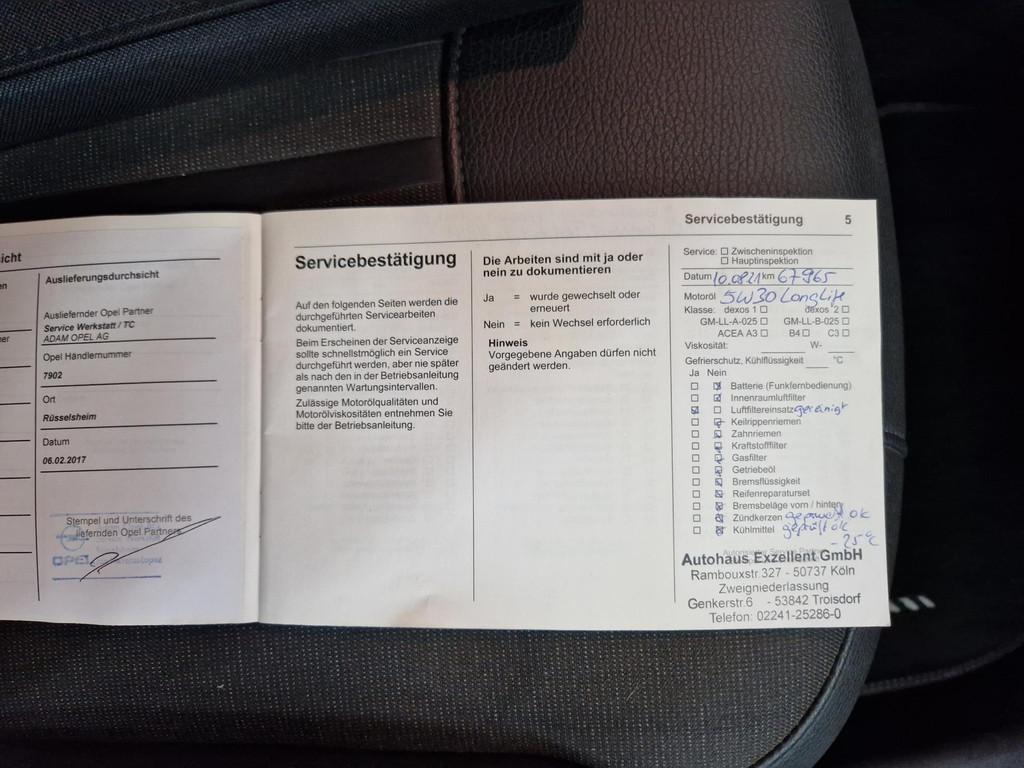 icht
en
er
Auslieferungsdurchsicht
Ausliefernder Opel Partner
Service Werkstatt / TC
ADAM OPEL AG
Opel Händlernummer
7902
Ort
Rüsselsheim
Datum
06.02.2017
Stempel und Unterschrift des
liefernden Opel Partners
OPEL
Servicebestätigung
Auf den folgenden Seiten werden die
durchgeführten Servicearbeiten
dokumentiert.
Beim Erscheinen der Serviceanzeige
sollte schnellstmöglich ein Service
durchgeführt werden, aber nie später
als nach den in der Betriebsanleitung
genannten Wartungsintervallen.
Zulässige Motorölqualitäten und
Motorölviskositäten entnehmen Sie
bitte der Betriebsanleitung.
Die Arbeiten sind mit ja oder
nein zu dokumentieren
Ja = wurde gewechselt oder
erneuert
Nein = kein Wechsel erforderlich
Hinweis
Vorgegebene Angaben dürfen nicht
geändert werden.
Servicebestätigung 5
Service: Zwischeninspektion
Hauptinspektion
Datum 10.08.21 km 67965
Motoröl 5W30 Longlife
Klasse: dexos 1 dexos 2
GM-LL-A-025 GM-LL-B-025
ACEA A3 B4 C3
Viskosität: W-
Gefrierschutz, Kühlflüssigkeit °C
Ja Nein
Batterie (Funkfernbedienung)
Innenraumluftfilter
Luftfiltereinsatz gereinigt
Keilrippenriemen
Zahnriemen
Kraftstofffilter
Gasfilter
Getriebeöl
Bremsflüssigkeit
Reifenreparaturset
Bremsbeläge vorn / hinten
Zündkerzen geprüft ok
Kühlmittel geprüft ok
-25°C
Autohaus Exzellent GmbH
Rambouxstr.327 - 50737 Köln
Zweigniederlassung
Genkerstr.6 - 53842 Troisdorf
Telefon: 02241-25286-0